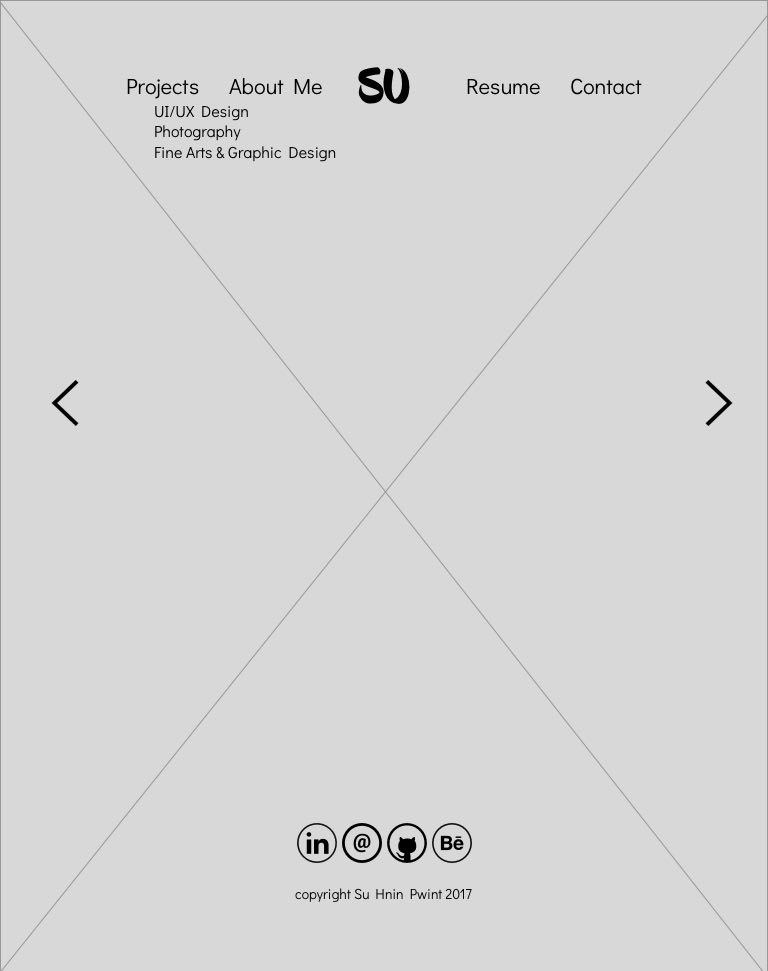 Projects About Me SU Resume Contact
UI/UX Design
Photography
Fine Arts & Graphic Design
in @ Bē
copyright Su Hnin Pwint 2017